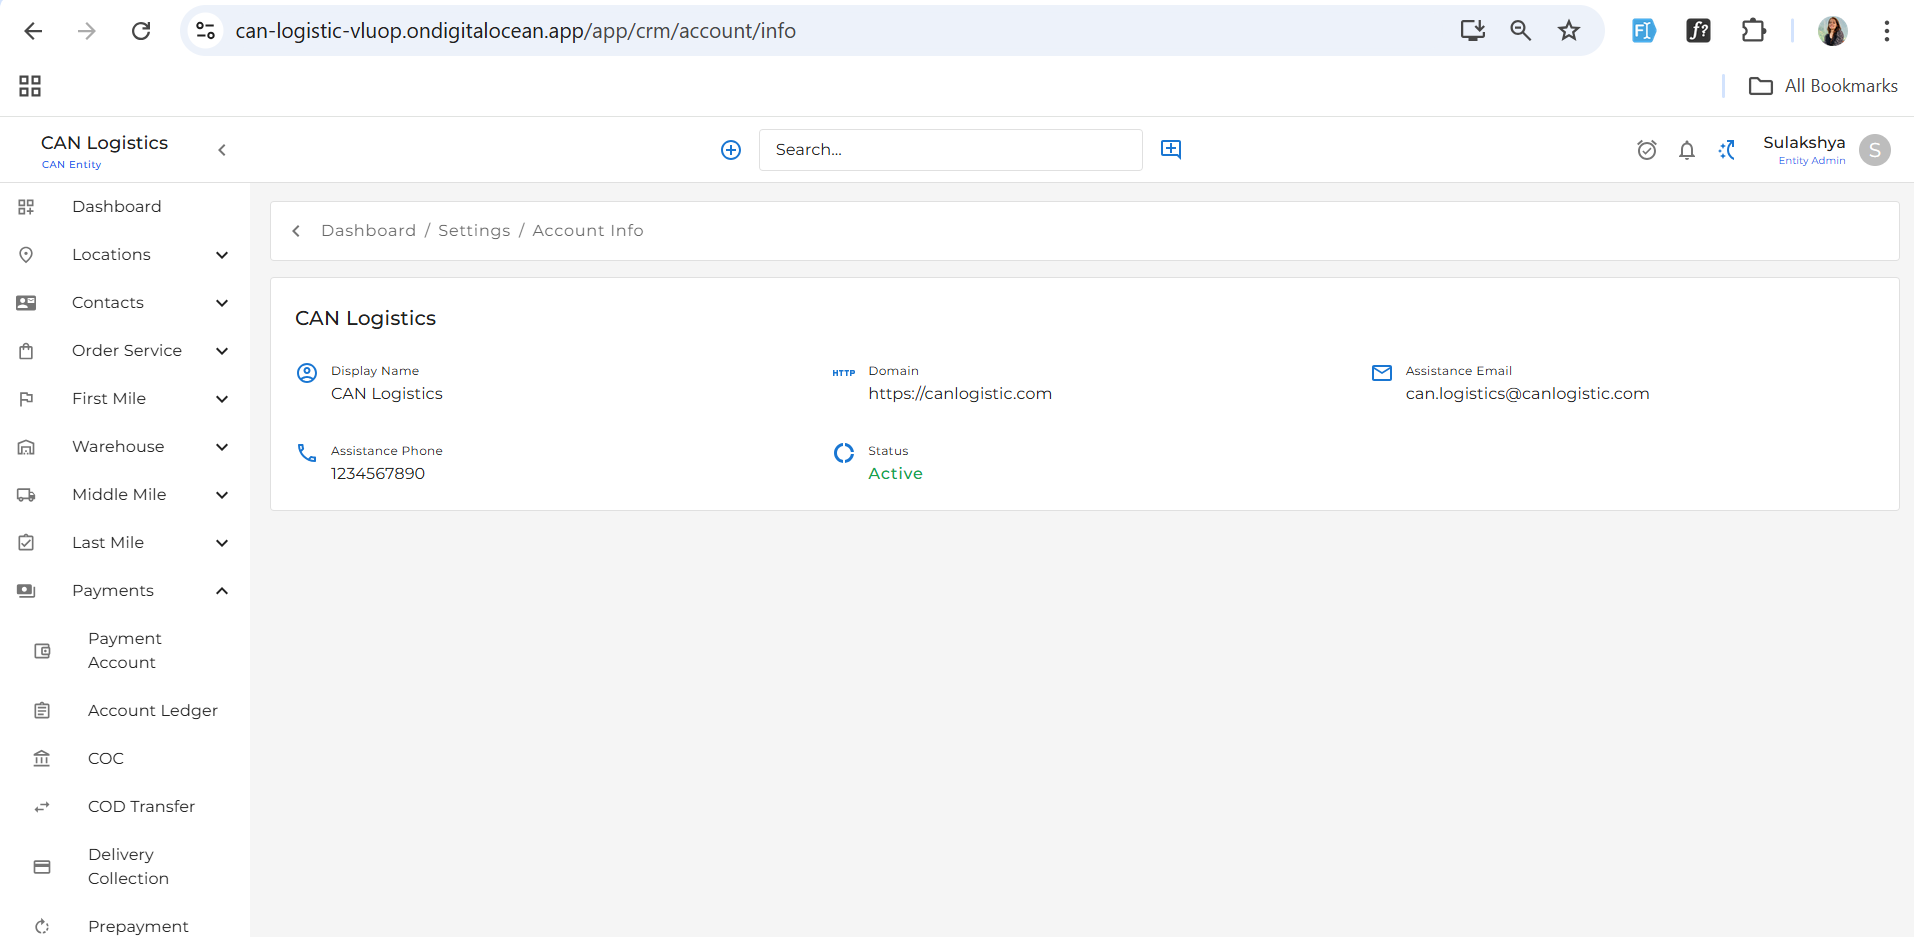 can-logistic-vluop.ondigitalocean.app/app/crm/account/info
All Bookmarks
CAN Logistics
CAN Entity
Search...
Sulakshya
Entity Admin
S
Dashboard
Locations
Contacts
Order Service
First Mile
Warehouse
Middle Mile
Last Mile
Payments
Payment
Account
Account Ledger
COC
COD Transfer
Delivery
Collection
Prepayment
Dashboard / Settings / Account Info
CAN Logistics
Display Name
CAN Logistics
HTTP
Domain
https://canlogistic.com
Assistance Email
can.logistics@canlogistic.com
Assistance Phone
1234567890
Status
Active